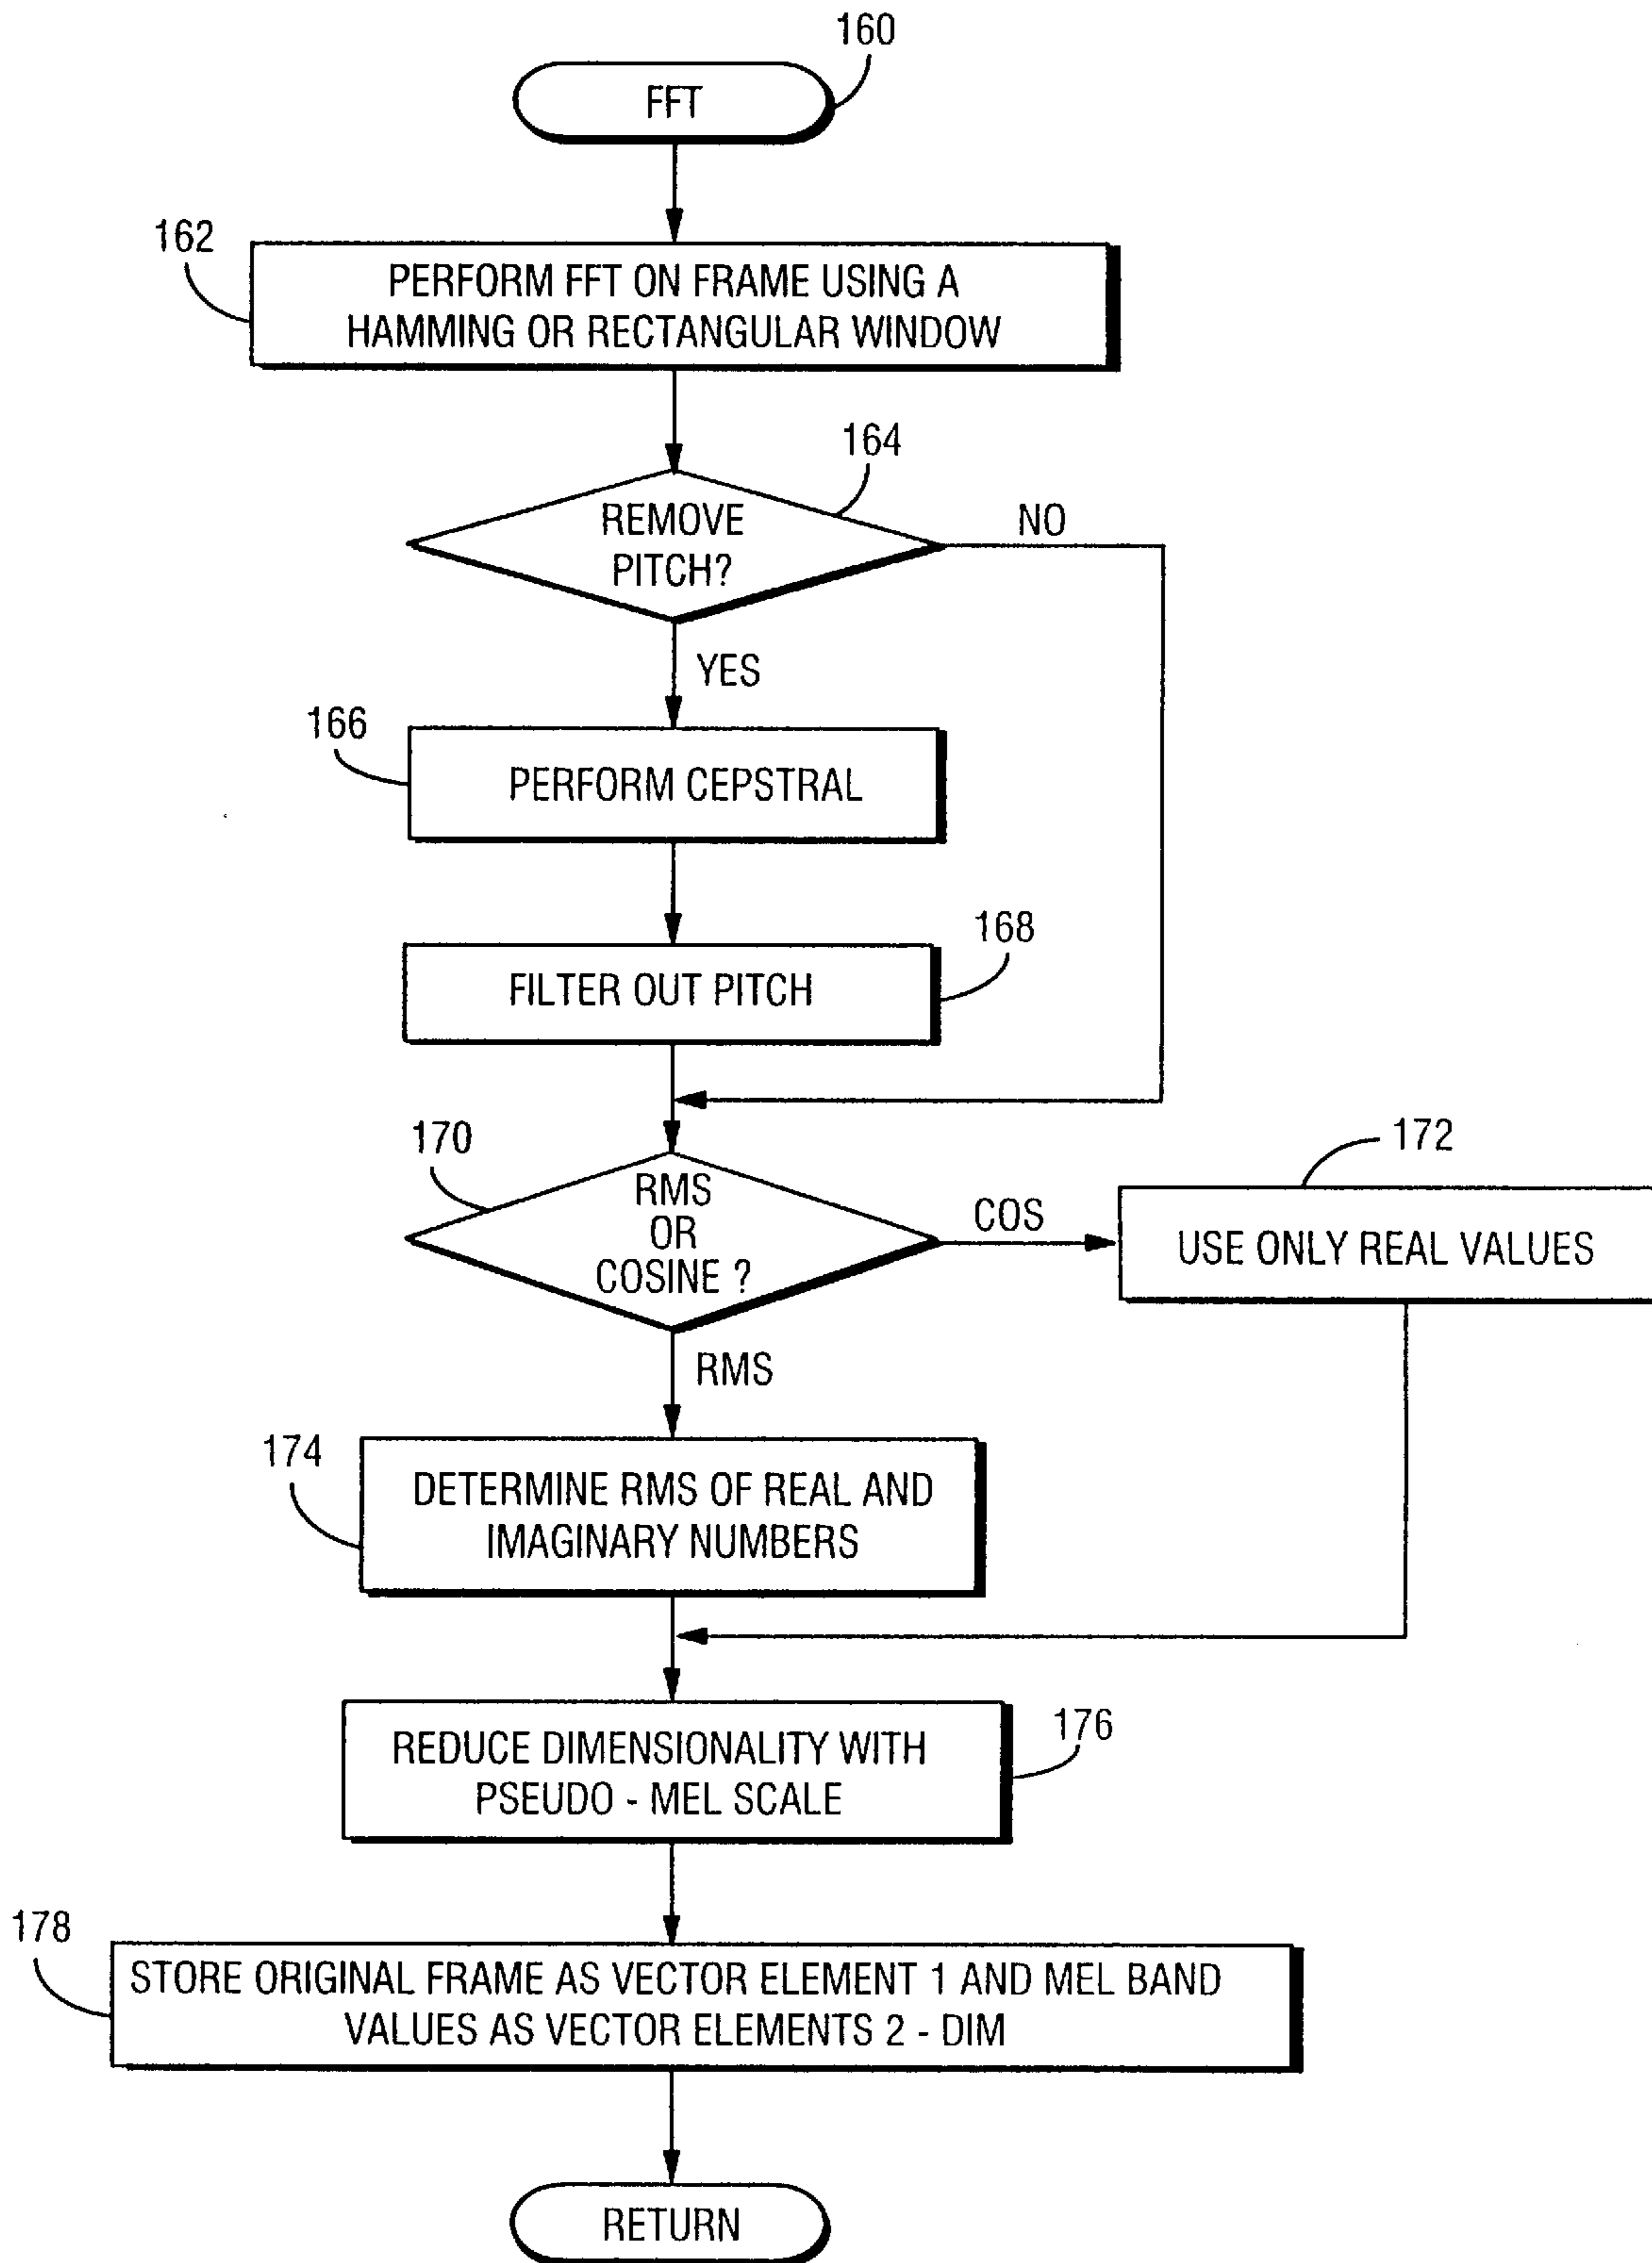 160
FFT
162
PERFORM FFT ON FRAME USING A
HAMMING OR RECTANGULAR WINDOW
164
REMOVE
PITCH?
NO
YES
166
PERFORM CEPSTRAL
168
FILTER OUT PITCH
170
RMS
OR
COSINE ?
COS
172
USE ONLY REAL VALUES
RMS
174
DETERMINE RMS OF REAL AND
IMAGINARY NUMBERS
176
REDUCE DIMENSIONALITY WITH
PSEUDO - MEL SCALE
178
STORE ORIGINAL FRAME AS VECTOR ELEMENT 1 AND MEL BAND
VALUES AS VECTOR ELEMENTS 2 - DIM
RETURN